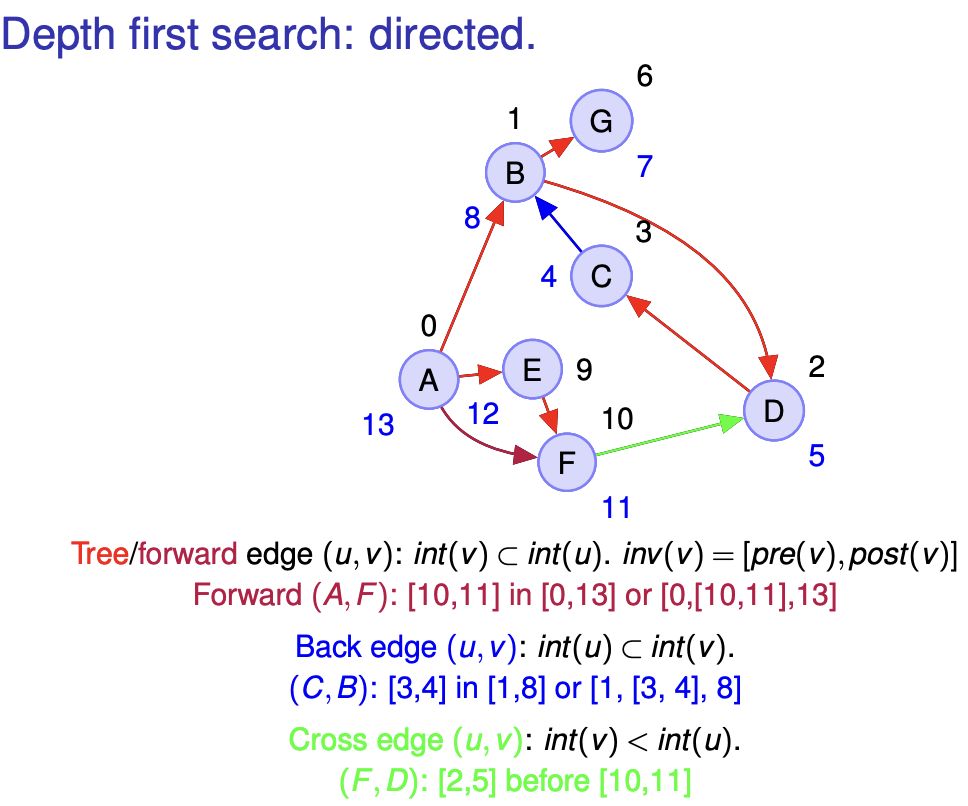 Depth first search: directed.
6
G
1
B
7
8
3
C
4
0
A
E
9
2
D
13
12
10
F
5
11
Tree/forward edge (u,v): int(v) ⊂ int(u). inv(v) = [pre(v),post(v)]
Forward (A,F): [10,11] in [0,13] or [0,[10,11],13]
Back edge (u,v): int(u) ⊂ int(v).
(C,B): [3,4] in [1,8] or [1, [3, 4], 8]
Cross edge (u,v): int(v) < int(u).
(F,D): [2,5] before [10,11]